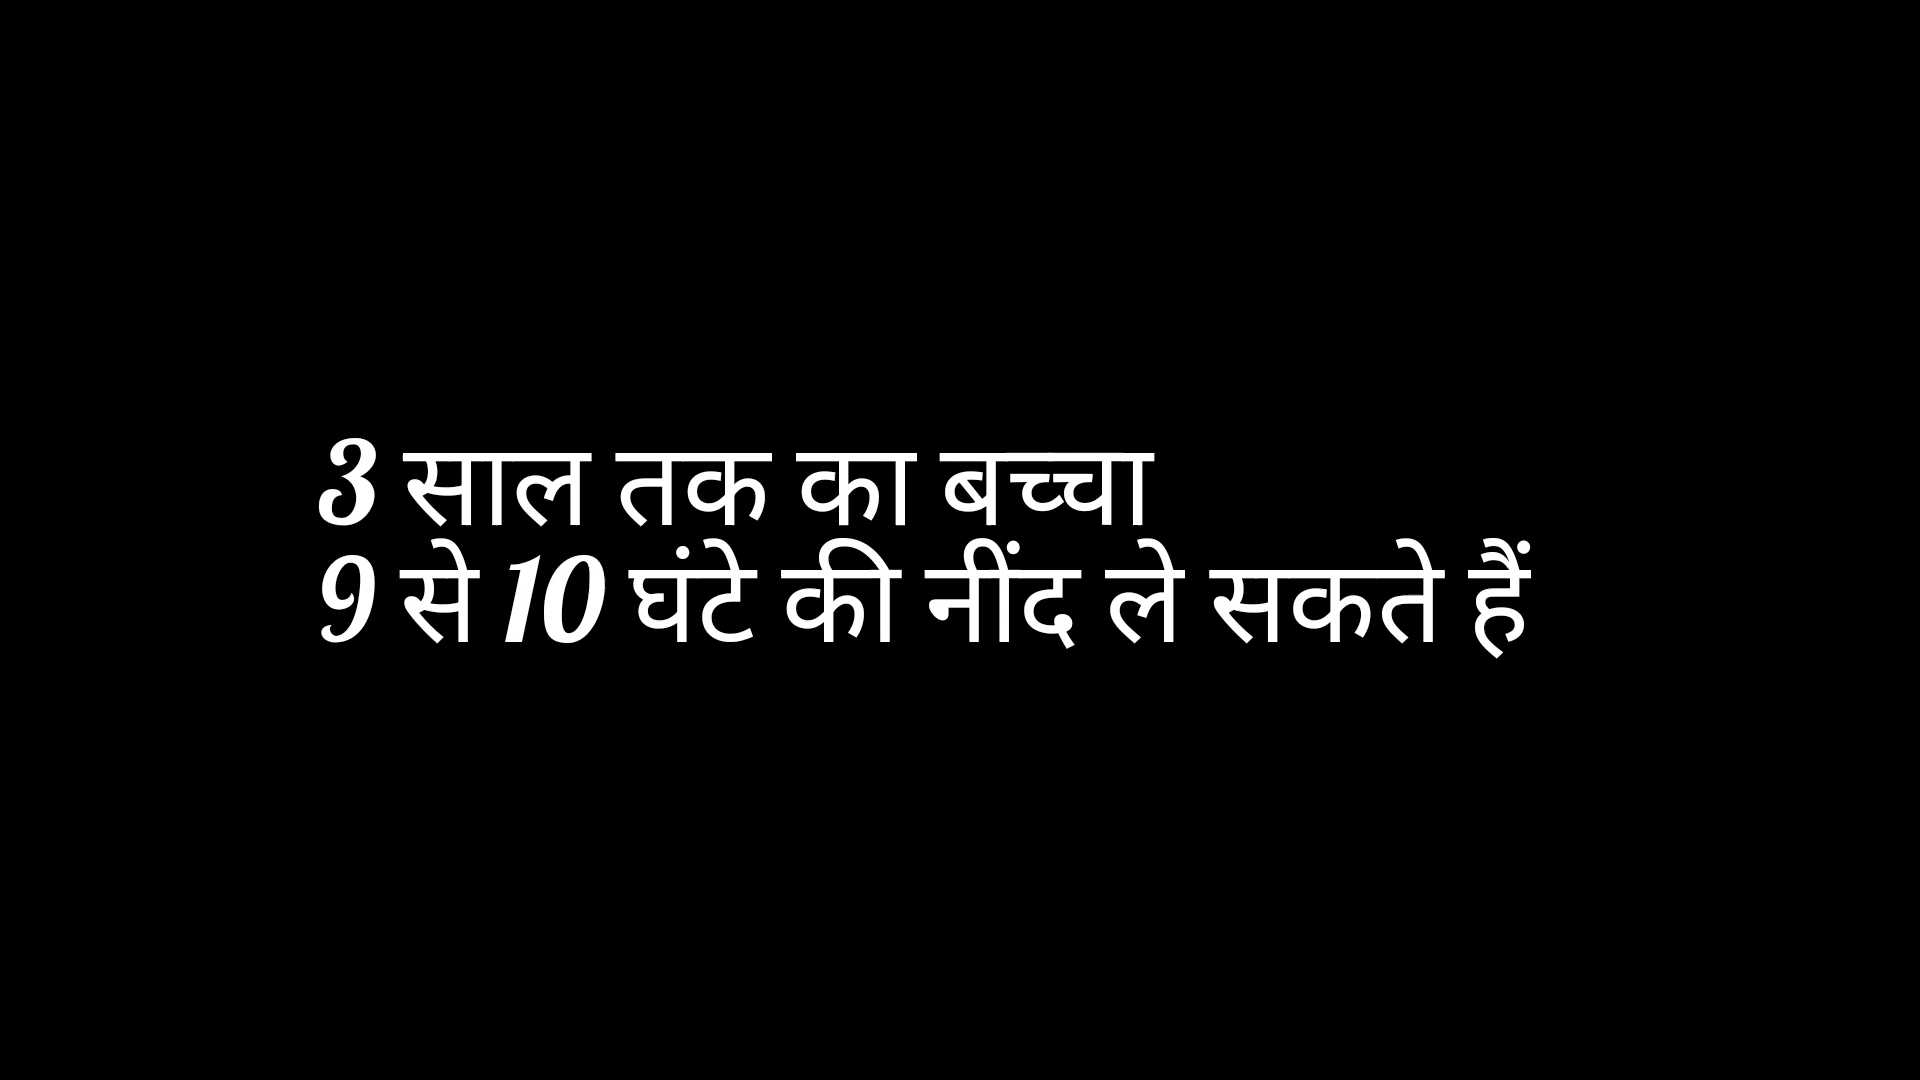 3 साल तक का बच्चा
9 से 10 घंटे की नींद ले सकते हैं